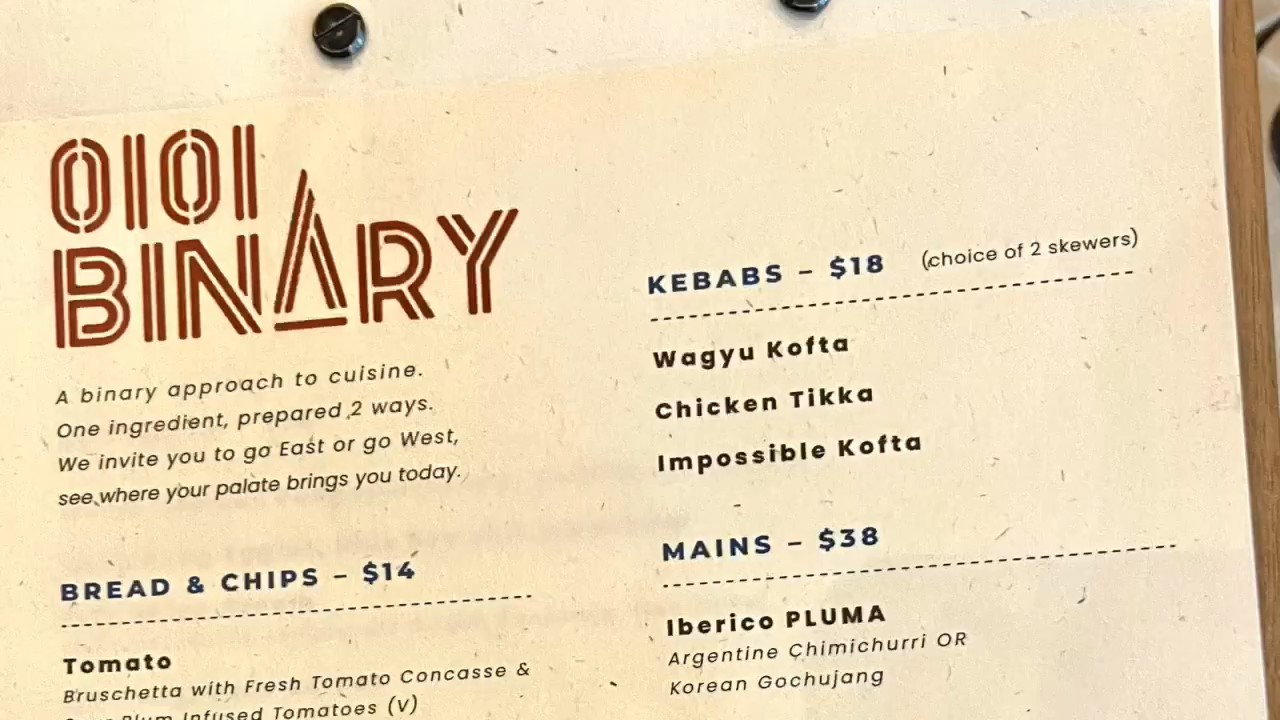 0101
BINARY
A binary approach to cuisine.
One ingredient, prepared 2 ways.
We invite you to go East or go West,
see where your palate brings you today.
BREAD & CHIPS – $14
Tomato
Bruschetta with Fresh Tomato Concasse &
Plum Infused Tomatoes (V)
KEBABS – $18 (choice of 2 skewers)
Wagyu Kofta
Chicken Tikka
Impossible Kofta
MAINS – $38
Iberico PLUMA
Argentine Chimichurri OR
Korean Gochujang